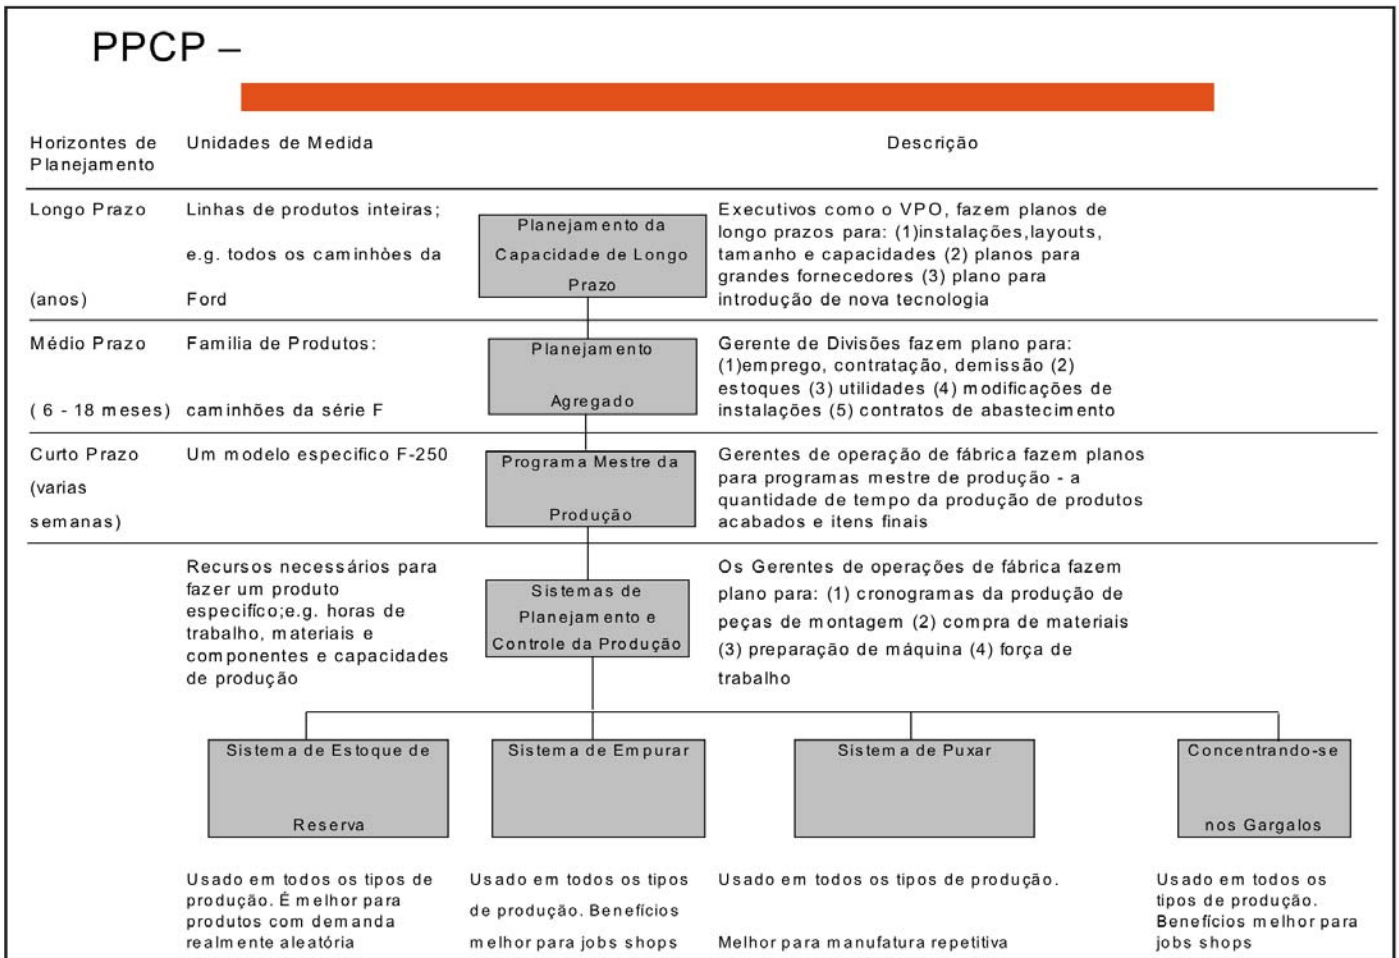 PPCP –
Horizontes de
Planejamento
Unidades de Medida
Descrição
Longo Prazo
(anos)
Linhas de produtos inteiras;
e.g. todos os caminhòes da
Ford
Planejamento da
Capacidade de Longo
Prazo
Executivos como o VPO, fazem planos de
longo prazos para: (1)instalações,layouts,
tamanho e capacidades (2) planos para
grandes fornecedores (3) plano para
introdução de nova tecnologia
Médio Prazo
( 6 - 18 meses)
Familia de Produtos:
caminhões da série F
Planejamento
Agregado
Gerente de Divisões fazem plano para:
(1)emprego, contratação, demissão (2)
estoques (3) utilidades (4) modificações de
instalações (5) contratos de abastecimento
Curto Prazo
(varias
semanas)
Um modelo especifico F-250
Programa Mestre da
Produção
Gerentes de operação de fábrica fazem planos
para programas mestre de produção - a
quantidade de tempo da produção de produtos
acabados e itens finais
Recursos necessários para
fazer um produto
especifíco;e.g. horas de
trabalho, materiais e
componentes e capacidades
de produção
Sistemas de
Planejamento e
Controle da Produção
Os Gerentes de operações de fábrica fazem
plano para: (1) cronogramas da produção de
peças de montagem (2) compra de materiais
(3) preparação de máquina (4) força de
trabalho
Sistema de Estoque de
Reserva
Sistema de Empurar
Sistema de Puxar
Concentrando-se
nos Gargalos
Usado em todos os tipos de
produção. É melhor para
produtos com demanda
realmente aleatória
Usado em todos os tipos
de produção. Benefícios
melhor para jobs shops
Usado em todos os tipos de produção.
Melhor para manufatura repetitiva
Usado em todos os
tipos de produção.
Benefícios melhor para
jobs shops